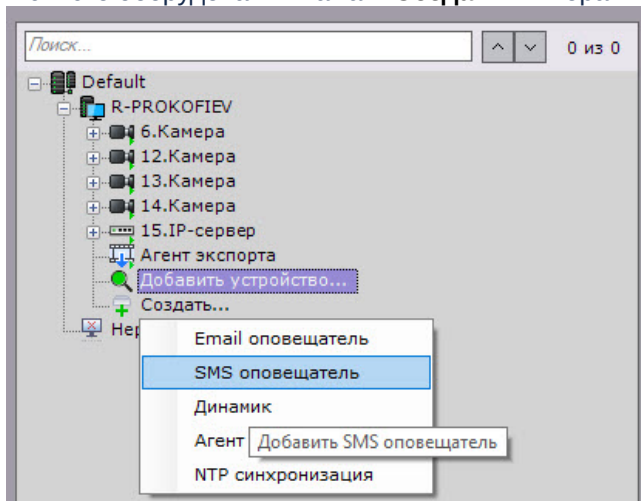 Поиск...
0 из 0
Default
R-PROKOFIEV
6.Камера
12.Камера
13.Камера
14.Камера
15.IP-сервер
Агент экспорта
Добавить устройство...
Создать...
Email оповещатель
SMS оповещатель
Динамик
Агент
Добавить SMS оповещатель
NTP синхронизация